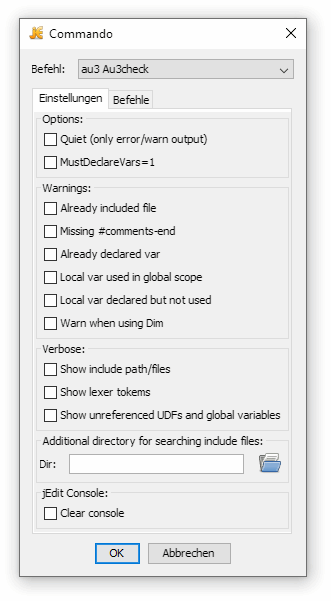 Commando
Befehl: au3 Au3check
Einstellungen Befehle
Options:
Quiet (only error/warn output)
MustDeclareVars=1
Warnings:
Already included file
Missing #comments-end
Already declared var
Local var used in global scope
Local var declared but not used
Warn when using Dim
Verbose:
Show include path/files
Show lexer tokems
Show unreferenced UDFs and global variables
Additional directory for searching include files:
Dir:
jEdit Console:
Clear console
OK Abbrechen